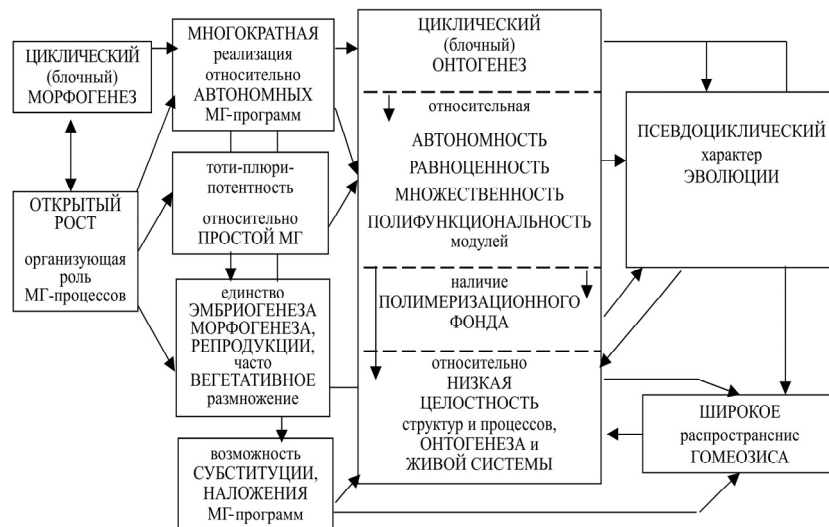 ЦИКЛИЧЕСКИЙ
(блочный)
МОРФОГЕНЕЗ
ОТКРЫТЫЙ
РОСТ
организующая
роль
МГ-процессов
МНОГОКРАТНАЯ
реализация
относительно
АВТОНОМНЫХ
МГ-программ
тоти-плюри-
потентность
относительно
ПРОСТОЙ МГ
единство
ЭМБРИОГЕНЕЗА
МОРФОГЕНЕЗА,
РЕПРОДУКЦИИ,
часто
ВЕГЕТАТИВНОЕ
размножение
возможность
СУБСТИТУЦИИ,
НАЛОЖЕНИЯ
МГ-программ
ЦИКЛИЧЕСКИЙ
(блочный)
ОНТОГЕНЕЗ
относительная
АВТОНОМНОСТЬ
РАВНОЦЕННОСТЬ
МНОЖЕСТВЕННОСТЬ
ПОЛИФУНКЦИОНАЛЬНОСТЬ
модулей
наличие
ПОЛИМЕРИЗАЦИОННОГО
ФОНДА
относительно
НИЗКАЯ
ЦЕЛОСТНОСТЬ
структур и процессов,
ОНТОГЕНЕЗА и
ЖИВОЙ СИСТЕМЫ
ПСЕВДОЦИКЛИЧЕСКИЙ
характер
ЭВОЛЮЦИИ
ШИРОКОЕ
распространснис
ГОМЕОЗИСА